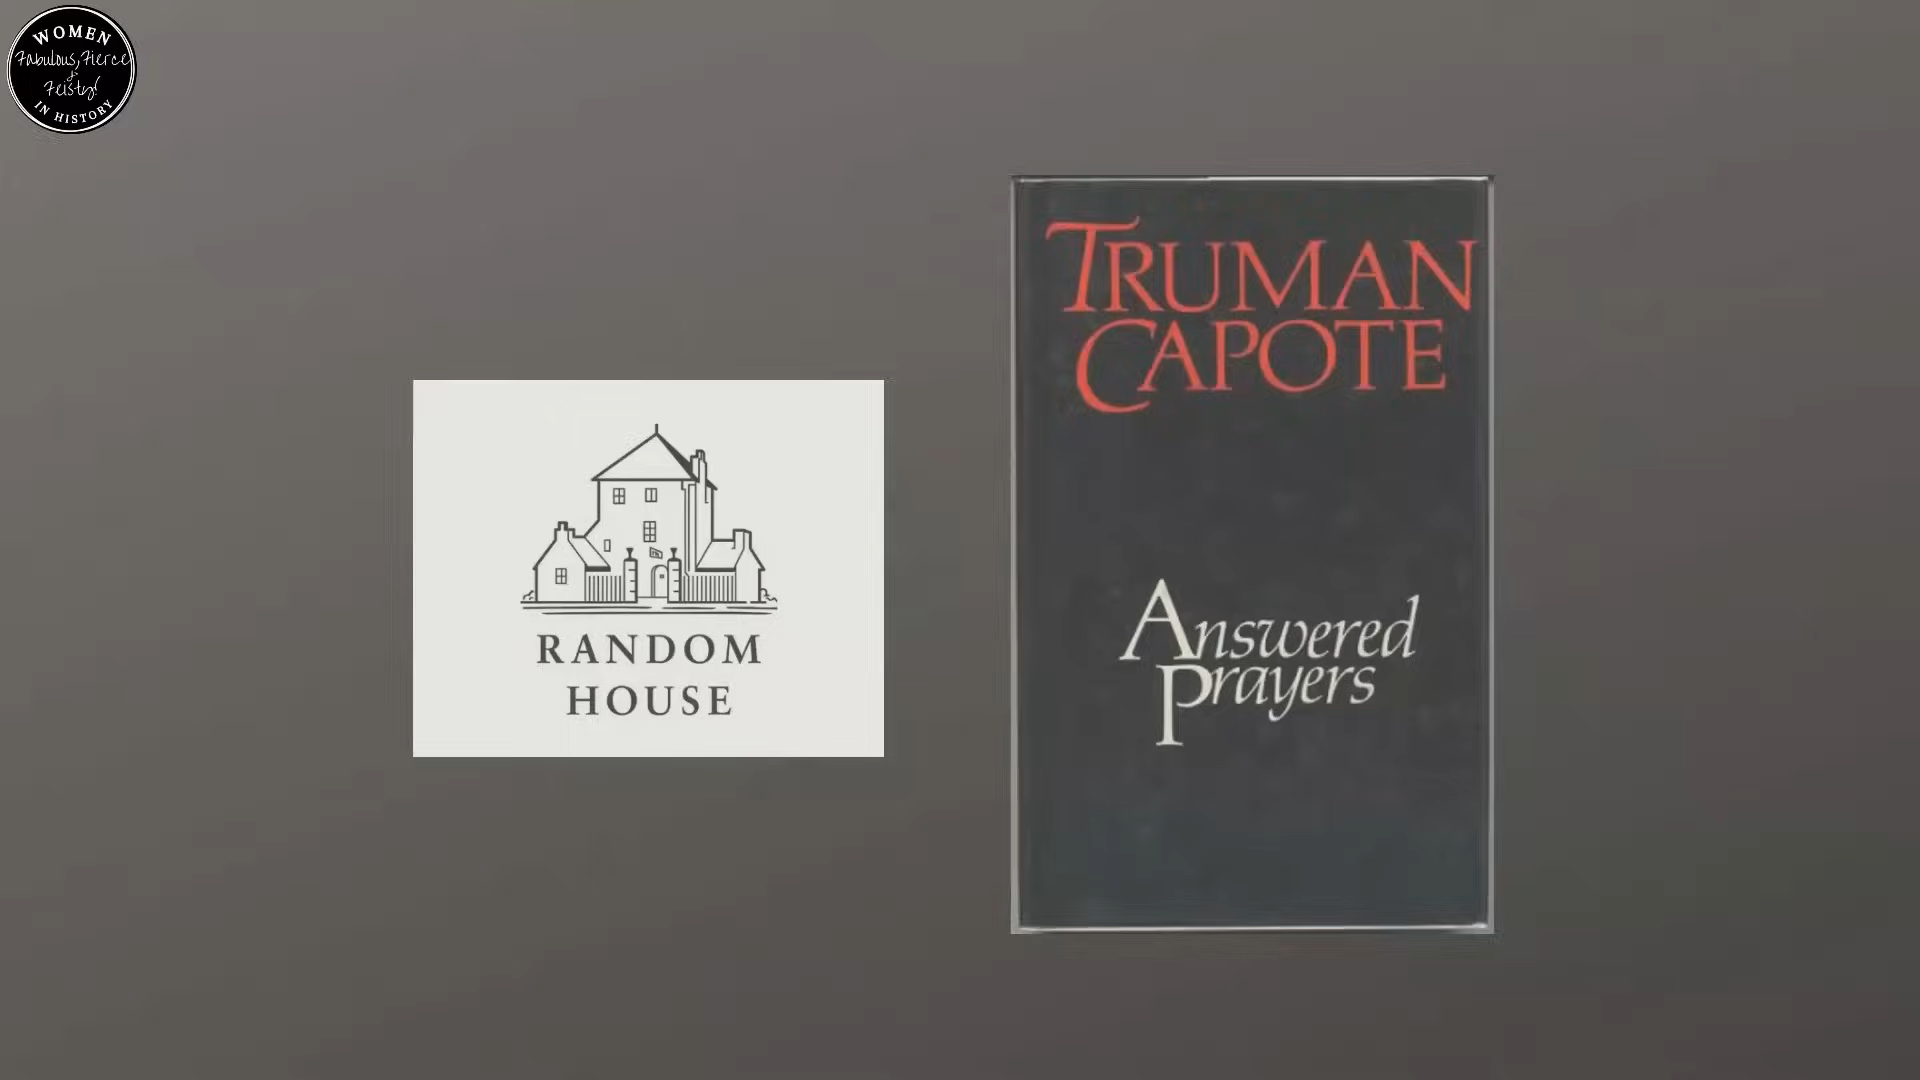 WOMEN
Fabulous, Fierce
&
Feisty!
IN HISTORY
TRUMAN
CAPOTE
Answered
Prayers
RANDOM
HOUSE